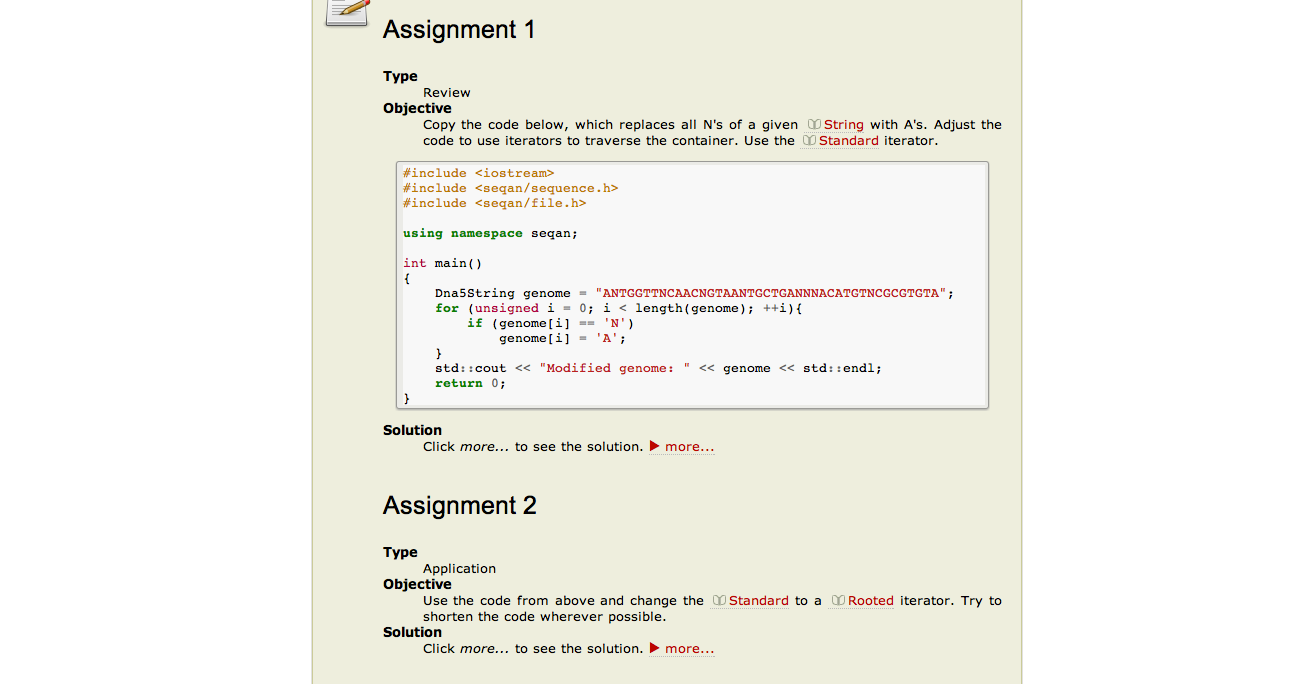 Assignment 1
Type
Review
Objective
Copy the code below, which replaces all N's of a given String with A's. Adjust the
code to use iterators to traverse the container. Use the Standard iterator.
#include <iostream>
#include <seqan/sequence.h>
#include <seqan/file.h>
using namespace seqan;
int main()
{
    Dna5String genome = "ANTGGTTNCAACNGTAANTGCTGANNNACATGTNCGCGTGTA";
    for (unsigned i = 0; i < length(genome); ++i){
        if (genome[i] == 'N')
            genome[i] = 'A';
    }
    std::cout << "Modified genome: " << genome << std::endl;
    return 0;
}
Solution
Click more... to see the solution. more...
Assignment 2
Type
Application
Objective
Use the code from above and change the Standard to a Rooted iterator. Try to
shorten the code wherever possible.
Solution
Click more... to see the solution. more...